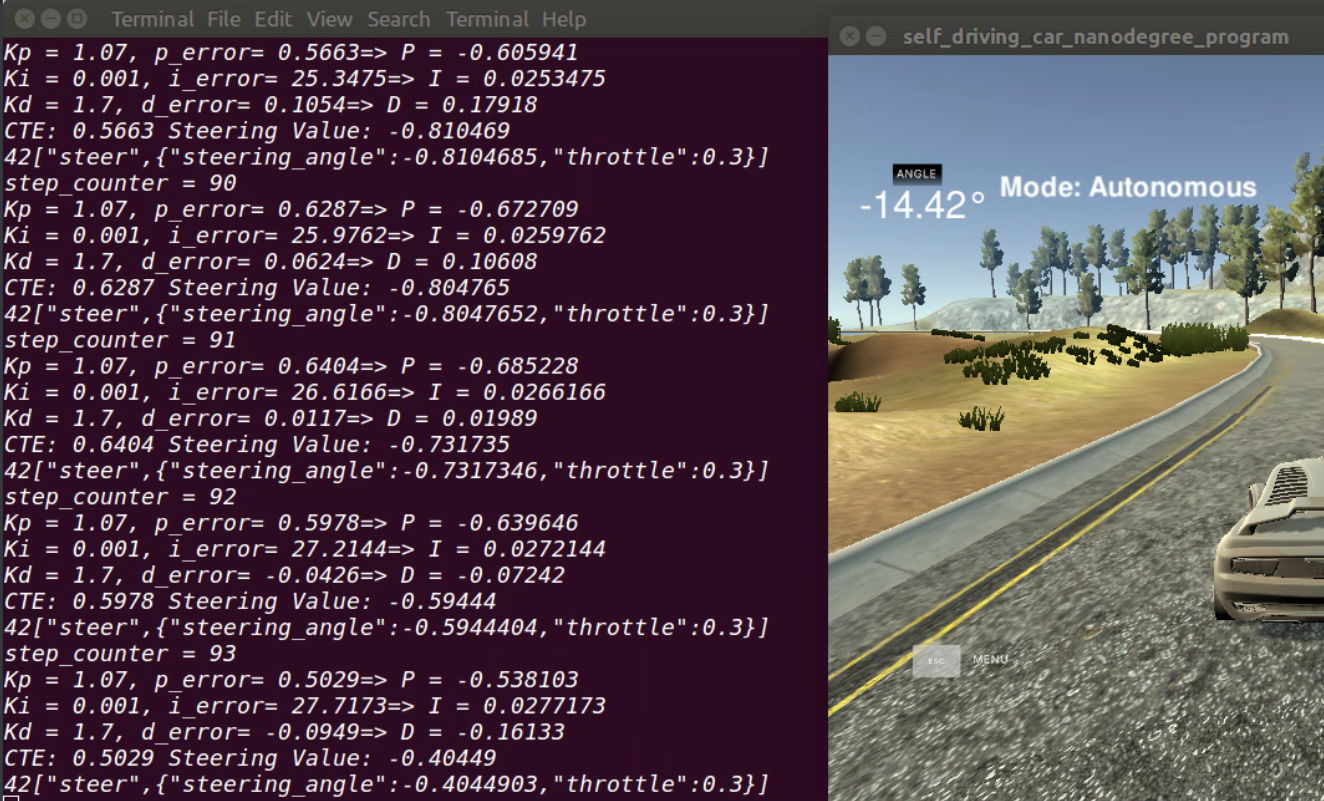 Terminal File Edit View Search Terminal Help
Kp = 1.07, p_error= 0.5663=> P = -0.605941
Ki = 0.001, i_error= 25.3475=> I = 0.0253475
Kd = 1.7, d_error= 0.1054=> D = 0.17918
CTE: 0.5663 Steering Value: -0.810469
42["steer",{"steering_angle":-0.8104685,"throttle":0.3}]
step_counter = 90
Kp = 1.07, p_error= 0.6287=> P = -0.672709
Ki = 0.001, i_error= 25.9762=> I = 0.0259762
Kd = 1.7, d_error= 0.0624=> D = 0.10608
CTE: 0.6287 Steering Value: -0.804765
42["steer",{"steering_angle":-0.8047652,"throttle":0.3}]
step_counter = 91
Kp = 1.07, p_error= 0.6404=> P = -0.685228
Ki = 0.001, i_error= 26.6166=> I = 0.0266166
Kd = 1.7, d_error= 0.0117=> D = 0.01989
CTE: 0.6404 Steering Value: -0.731735
42["steer",{"steering_angle":-0.7317346,"throttle":0.3}]
step_counter = 92
Kp = 1.07, p_error= 0.5978=> P = -0.639646
Ki = 0.001, i_error= 27.2144=> I = 0.0272144
Kd = 1.7, d_error= -0.0426=> D = -0.07242
CTE: 0.5978 Steering Value: -0.59444
42["steer",{"steering_angle":-0.5944404,"throttle":0.3}]
step_counter = 93
Kp = 1.07, p_error= 0.5029=> P = -0.538103
Ki = 0.001, i_error= 27.7173=> I = 0.0277173
Kd = 1.7, d_error= -0.0949=> D = -0.16133
CTE: 0.5029 Steering Value: -0.40449
42["steer",{"steering_angle":-0.4044903,"throttle":0.3}]
self_driving_car_nanodegree_program
ANGLE
-14.42°
Mode: Autonomous
ESC MENU